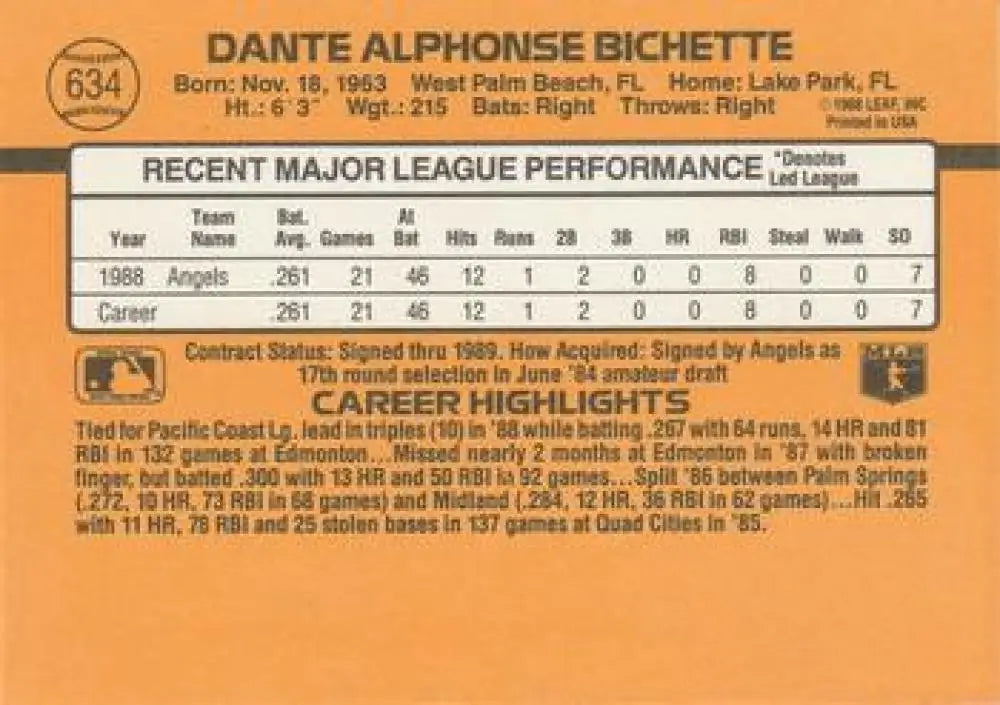 634
DANTE ALPHONSE BICHETTE
Born: Nov. 18, 1963 West Palm Beach, FL Home: Lake Park, FL
Ht.: 6'3" Wgt.: 215 Bats: Right Throws: Right
© 1988 LEAF, INC.
Printed in USA
RECENT MAJOR LEAGUE PERFORMANCE *Denotes Led League
Year Team Name Bat. Avg. Games At Bat Hits Runs 2B 3B HR RBI Steal Walk SO
1988 Angels .261 21 46 12 1 2 0 0 8 0 0 7
Career .261 21 46 12 1 2 0 0 8 0 0 7
Contract Status: Signed thru 1989. How Acquired: Signed by Angels as
17th round selection in June '84 amateur draft
CAREER HIGHLIGHTS
Tied for Pacific Coast Lg. lead in triples (10) in '88 while batting .267 with 64 runs, 14 HR and 81
RBI in 132 games at Edmonton...Missed nearly 2 months at Edmonton in '87 with broken
finger, but batted .300 with 13 HR and 50 RBI in 92 games...Split '86 between Palm Springs
(.272, 10 HR, 73 RBI in 68 games) and Midland (.284, 12 HR, 36 RBI in 62 games)...Hit .265
with 11 HR, 78 RBI and 25 stolen bases in 137 games at Quad Cities in '85.